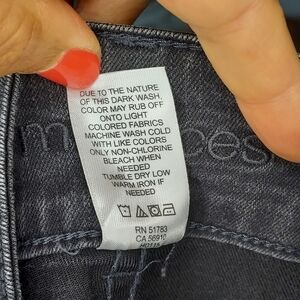 DUE TO THE NATURE
OF THIS DARK WASH,
COLOR MAY RUB OFF
ONTO LIGHT
COLORED FABRICS
MACHINE WASH COLD
WITH LIKE COLORS
ONLY NON-CHLORINE
BLEACH WHEN
NEEDED
TUMBLE DRY LOW
WARM IRON IF
NEEDED
RN 51783
CA 56910